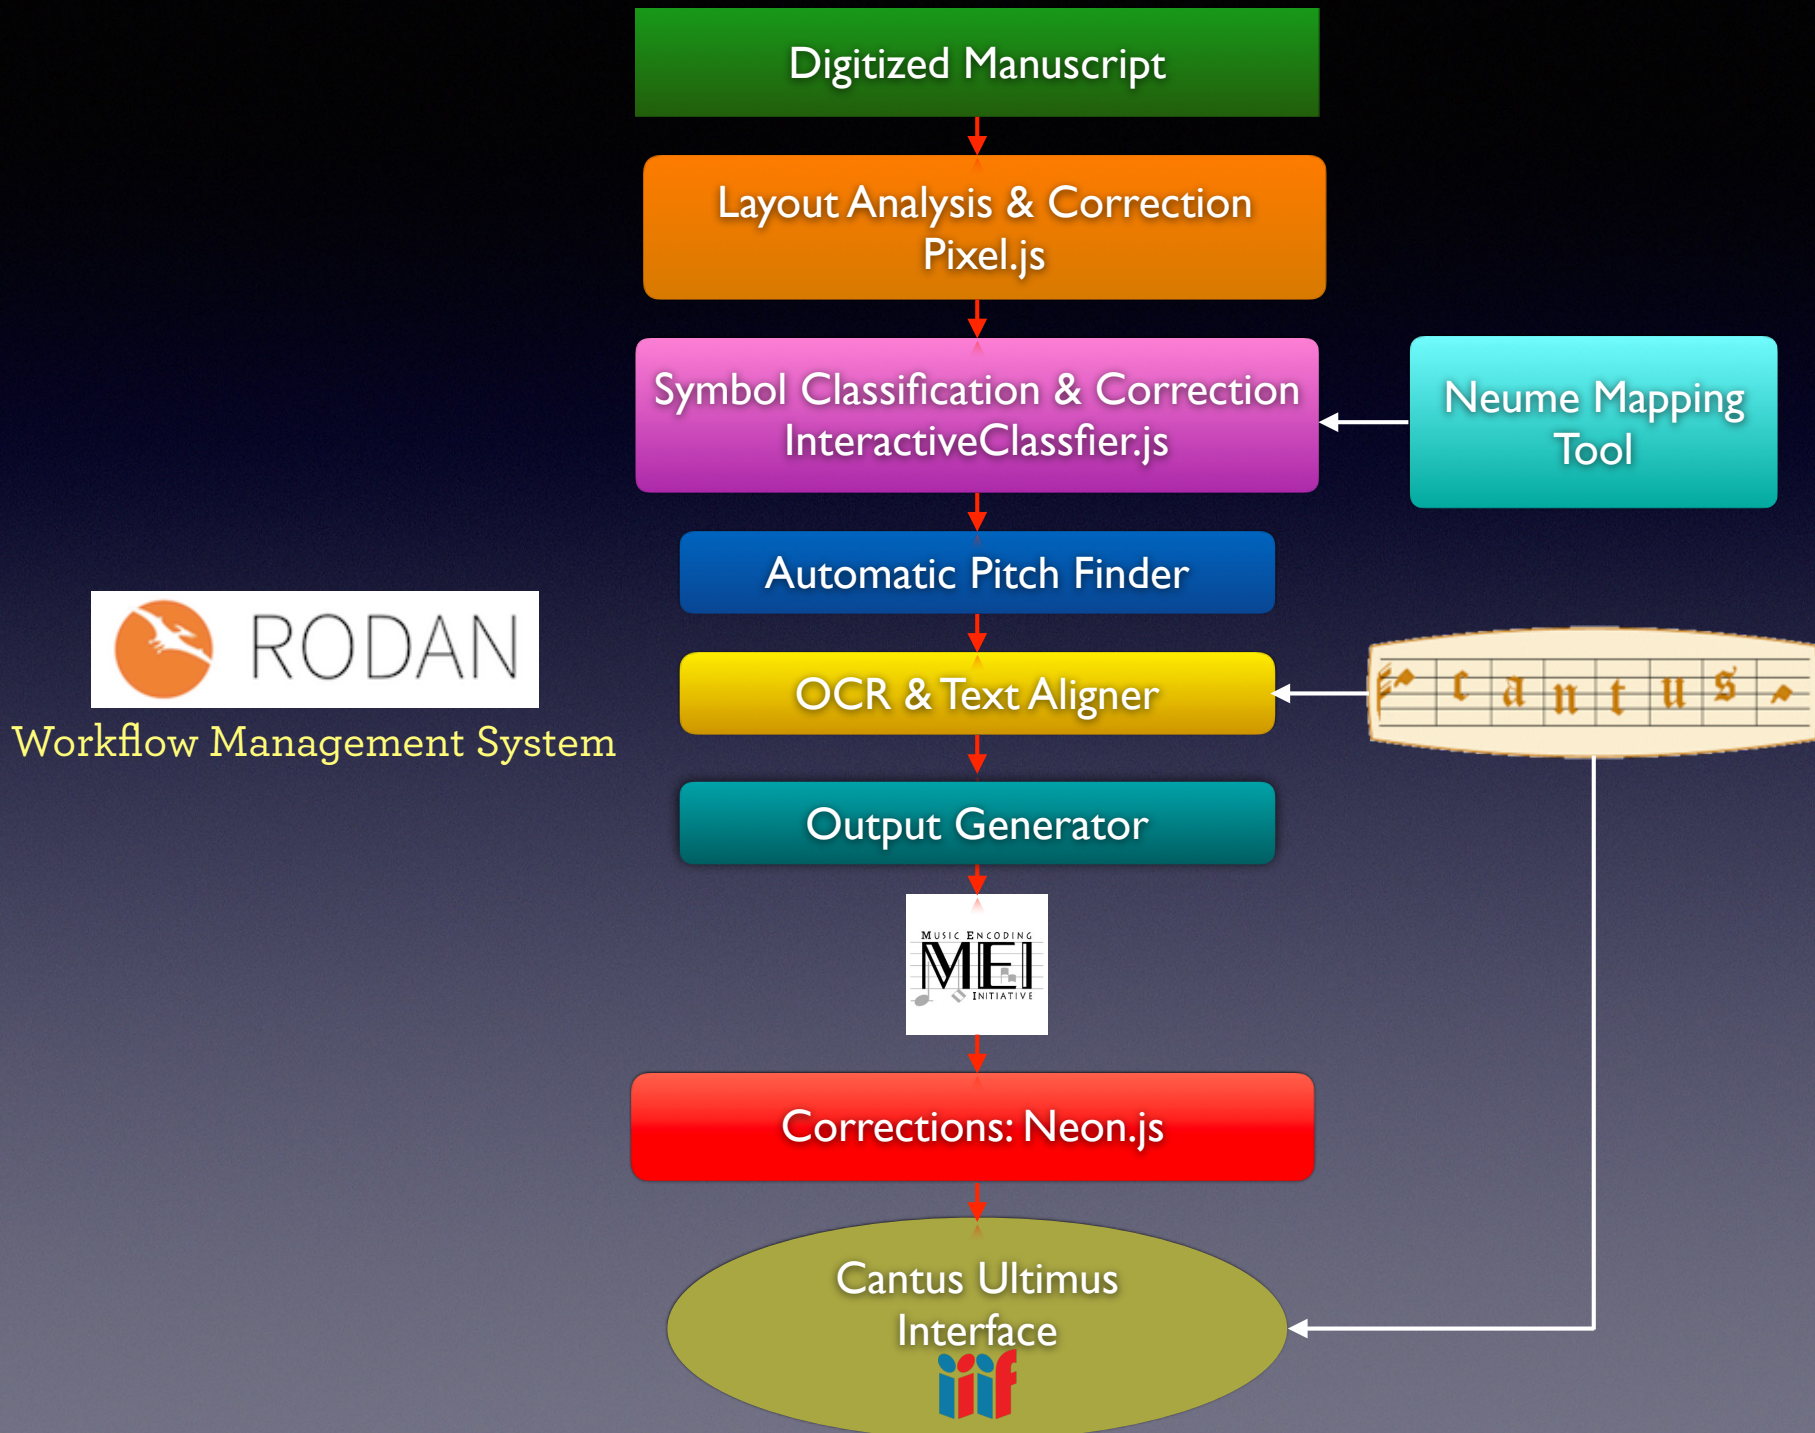 Digitized Manuscript
Layout Analysis & Correction
Pixel.js
Symbol Classification & Correction
InteractiveClassfier.js
Neume Mapping
Tool
Automatic Pitch Finder
RODAN
Workflow Management System
OCR & Text Aligner
cantus
Output Generator
MUSIC ENCODING
MEI
INITIATIVE
Corrections: Neon.js
Cantus Ultimus
Interface
iiif